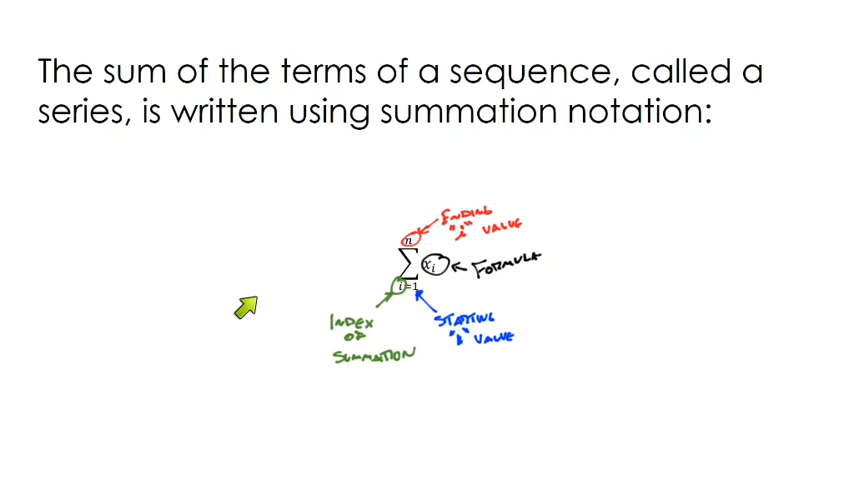 The sum of the terms of a sequence, called a
series, is written using summation notation:
ENDING
"i" VALUE
n
∑ xᵢ
FORMULA
i=1
INDEX
OF
SUMMATION
STARTING
"i" VALUE